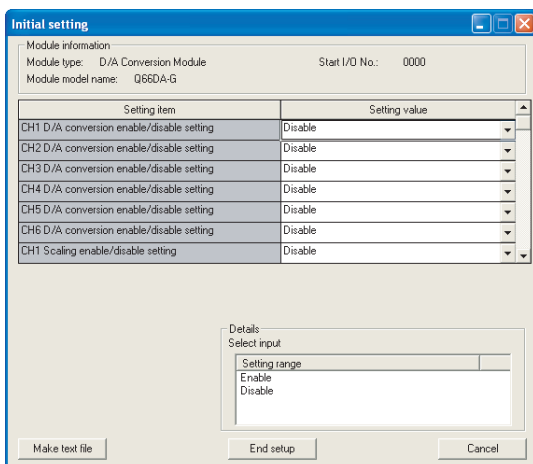 Initial setting
Module information
Module type: D/A Conversion Module Start I/O No.: 0000
Module model name: Q66DA-G
Setting item Setting value
CH1 D/A conversion enable/disable setting Disable
CH2 D/A conversion enable/disable setting Disable
CH3 D/A conversion enable/disable setting Disable
CH4 D/A conversion enable/disable setting Disable
CH5 D/A conversion enable/disable setting Disable
CH6 D/A conversion enable/disable setting Disable
CH1 Scaling enable/disable setting Disable
Details
Select input
Setting range
Enable
Disable
Make text file End setup Cancel